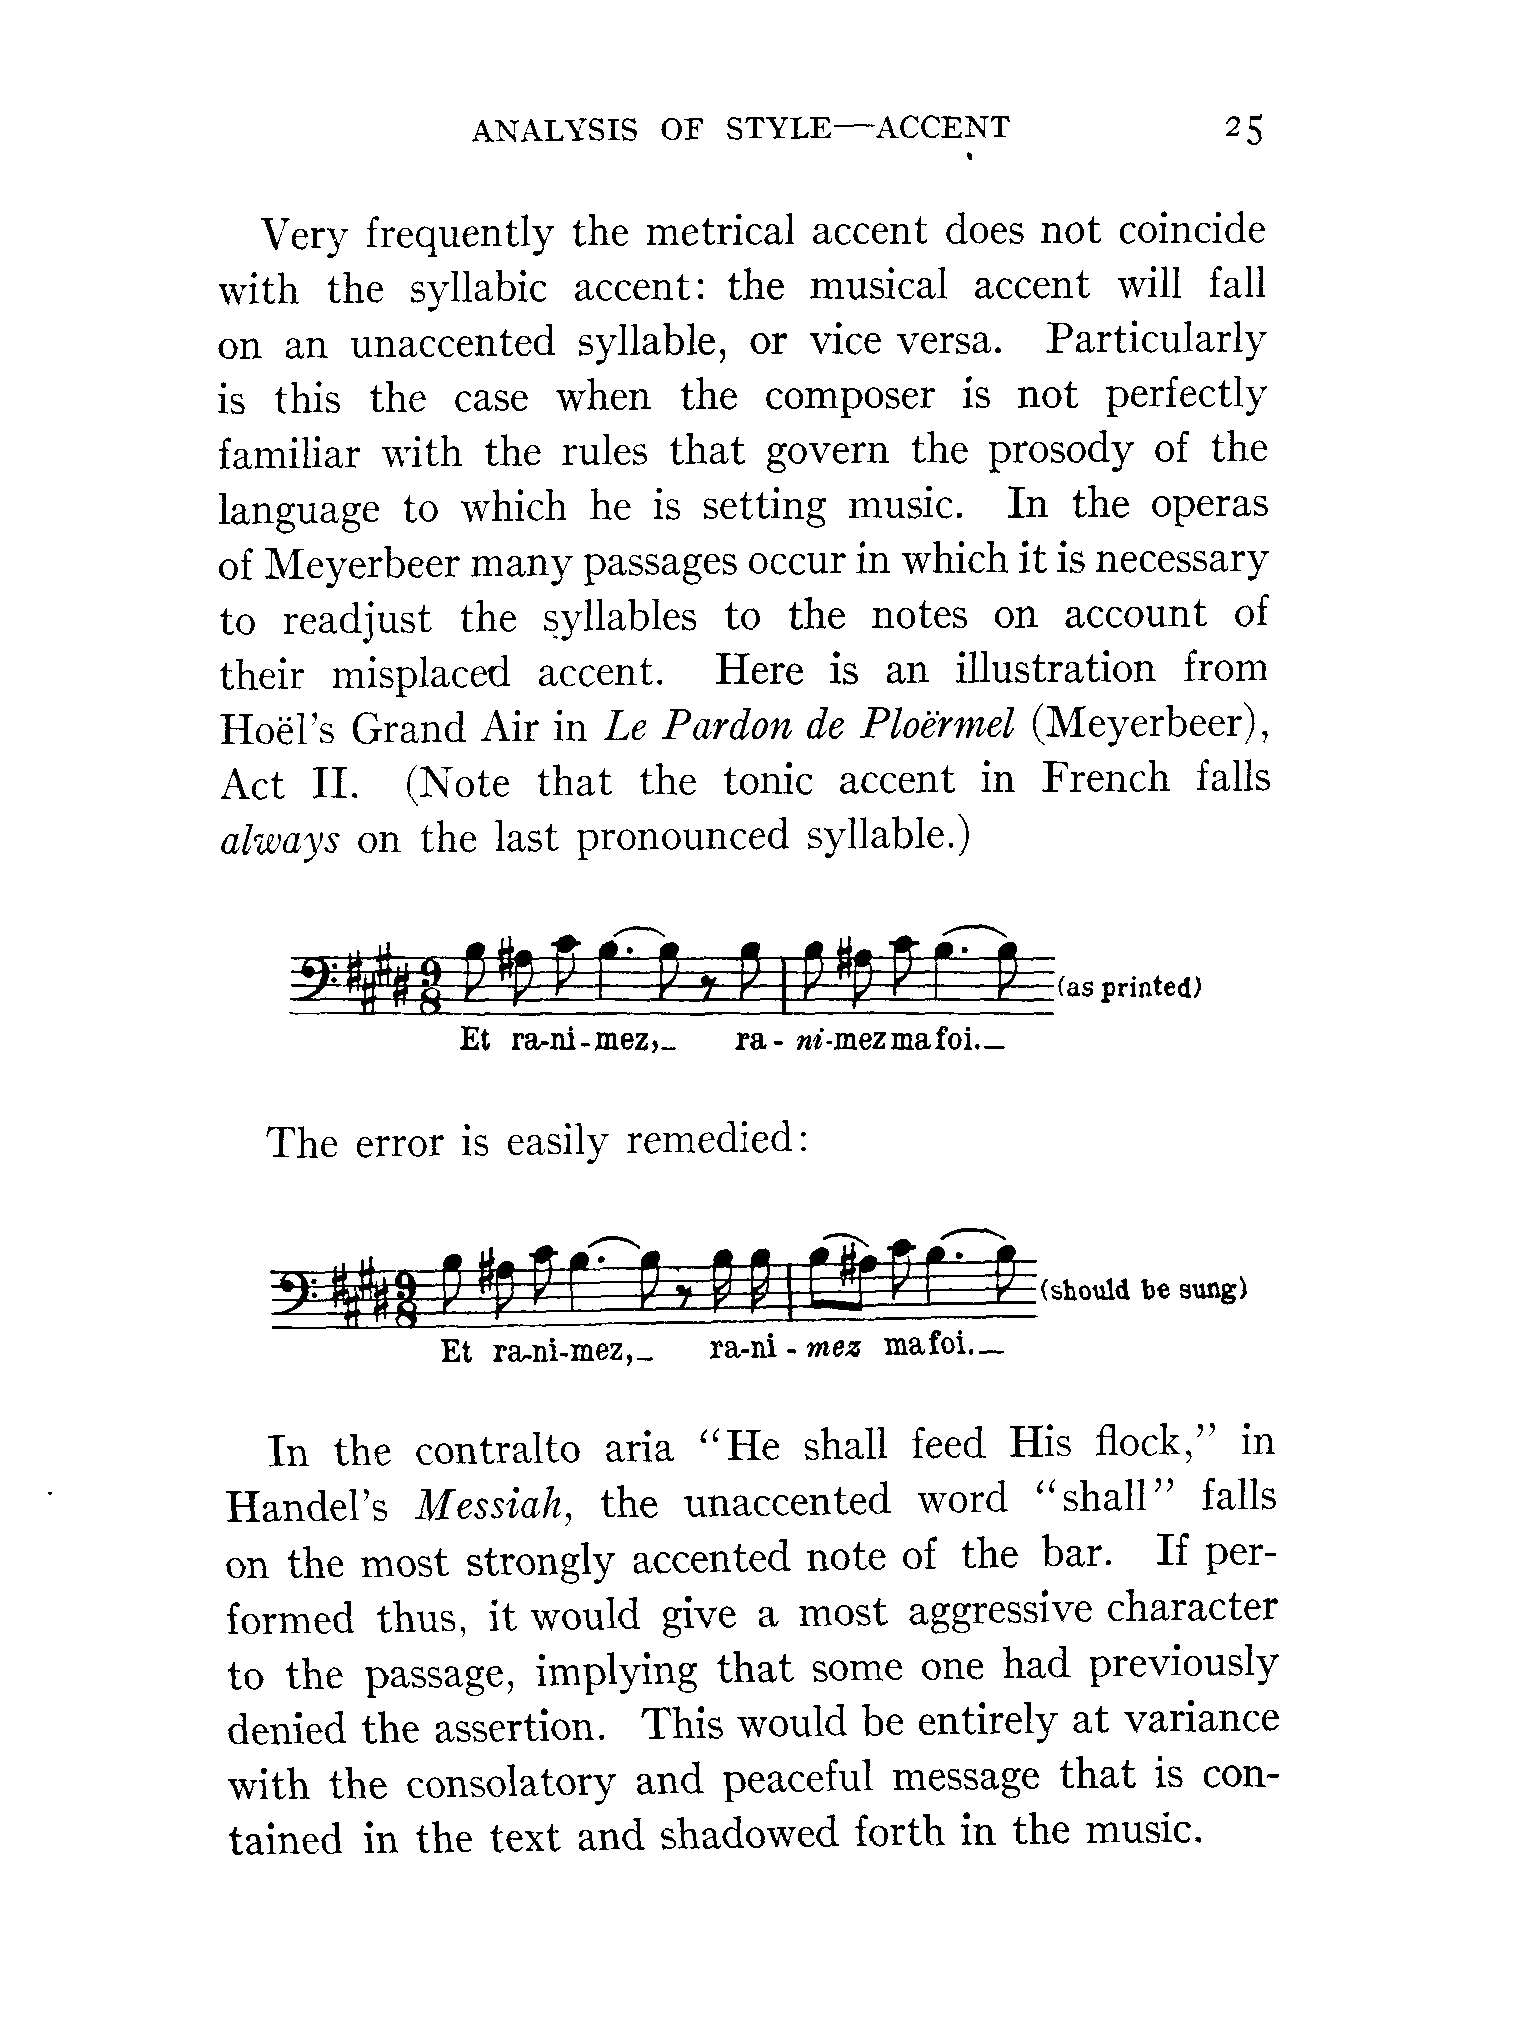 ANALYSIS OF STYLE—ACCENT 25
Very frequently the metrical accent does not coincide
with the syllabic accent: the musical accent will fall
on an unaccented syllable, or vice versa. Particularly
is this the case when the composer is not perfectly
familiar with the rules that govern the prosody of the
language to which he is setting music. In the operas
of Meyerbeer many passages occur in which it is necessary
to readjust the syllables to the notes on account of
their misplaced accent. Here is an illustration from
Hoël's Grand Air in Le Pardon de Ploërmel (Meyerbeer),
Act II. (Note that the tonic accent in French falls
always on the last pronounced syllable.)
9/8
(as printed)
Et ra-ni-mez,_ ra-ni-mez ma foi._
The error is easily remedied:
9/8
(should be sung)
Et ra-ni-mez,_ ra-ni-mez ma foi._
In the contralto aria “He shall feed His flock,” in
Handel's Messiah, the unaccented word “shall” falls
on the most strongly accented note of the bar. If per-
formed thus, it would give a most aggressive character
to the passage, implying that some one had previously
denied the assertion. This would be entirely at variance
with the consolatory and peaceful message that is con-
tained in the text and shadowed forth in the music.